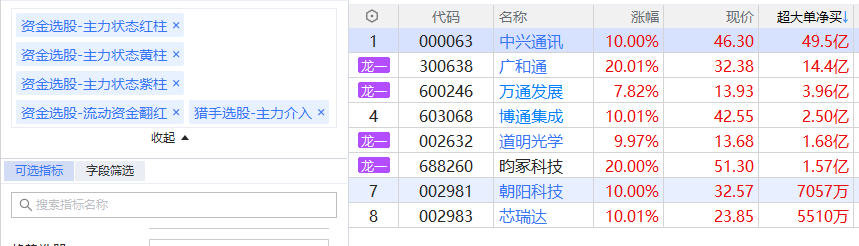 资金选股-主力状态红柱 ×
资金选股-主力状态黄柱 ×
资金选股-主力状态紫柱 ×
资金选股-流动资金翻红 × 猎手选股-主力介入 ×
收起
可选指标 字段筛选
搜索指标名称
代码 名称 涨幅 现价 超大单净买↓
1 000063 中兴通讯 10.00% 46.30 49.5亿
龙一 300638 广和通 20.01% 32.38 14.4亿
龙一 600246 万通发展 7.82% 13.93 3.96亿
4 603068 博通集成 10.01% 42.55 2.50亿
龙一 002632 道明光学 9.97% 13.68 1.68亿
龙一 688260 昀冢科技 20.00% 51.30 1.57亿
7 002981 朝阳科技 10.00% 32.57 7057万
8 002983 芯瑞达 10.01% 23.85 5510万